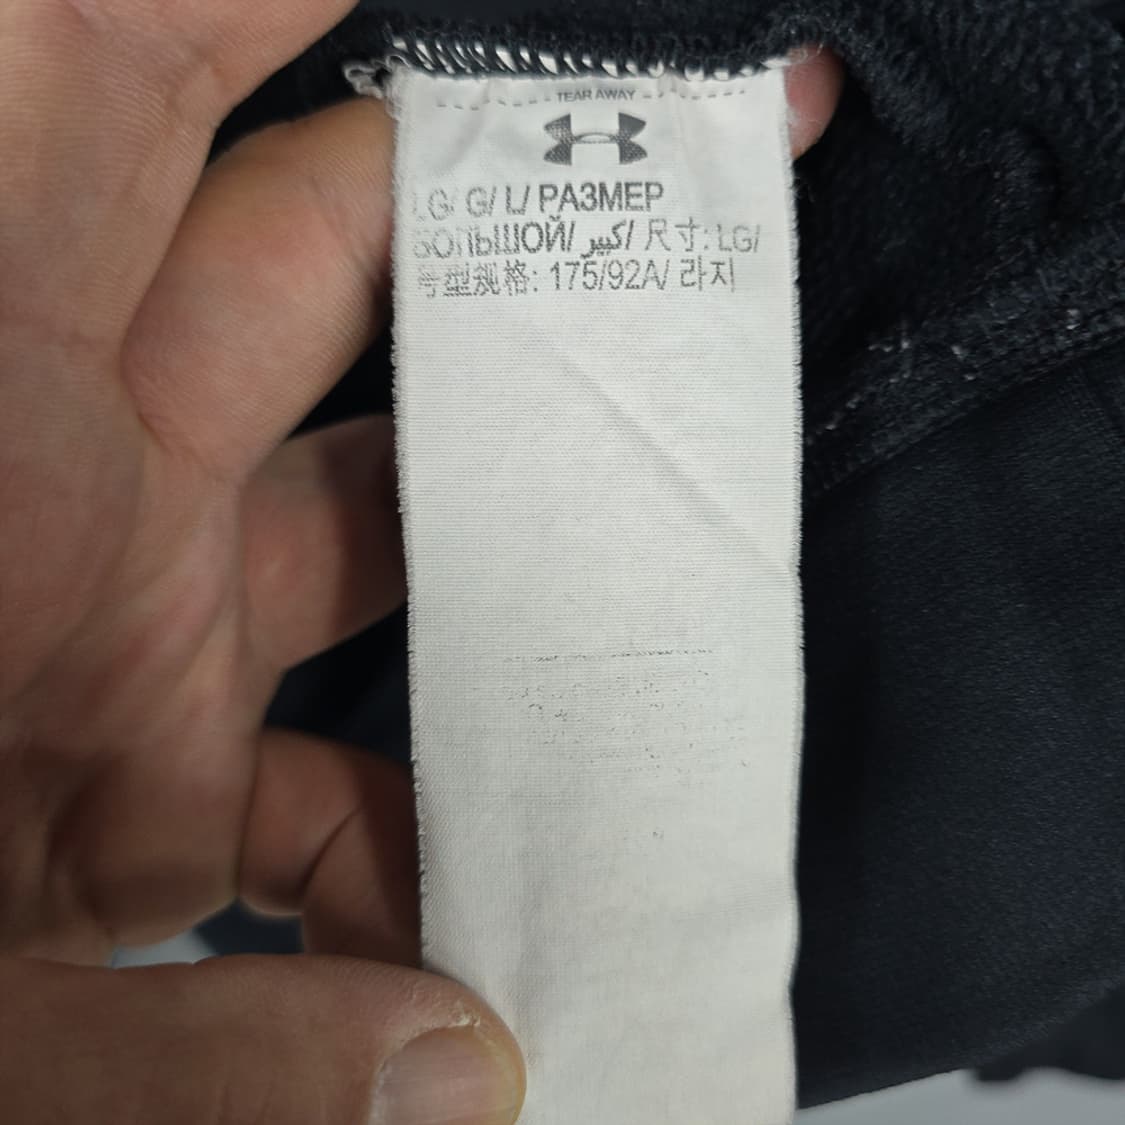 TEAR AWAY
LG/ G/ L/ РАЗМЕР
БОЛЬШОЙ/ كبير/ 尺寸: LG/
号型规格: 175/92A/ 라지